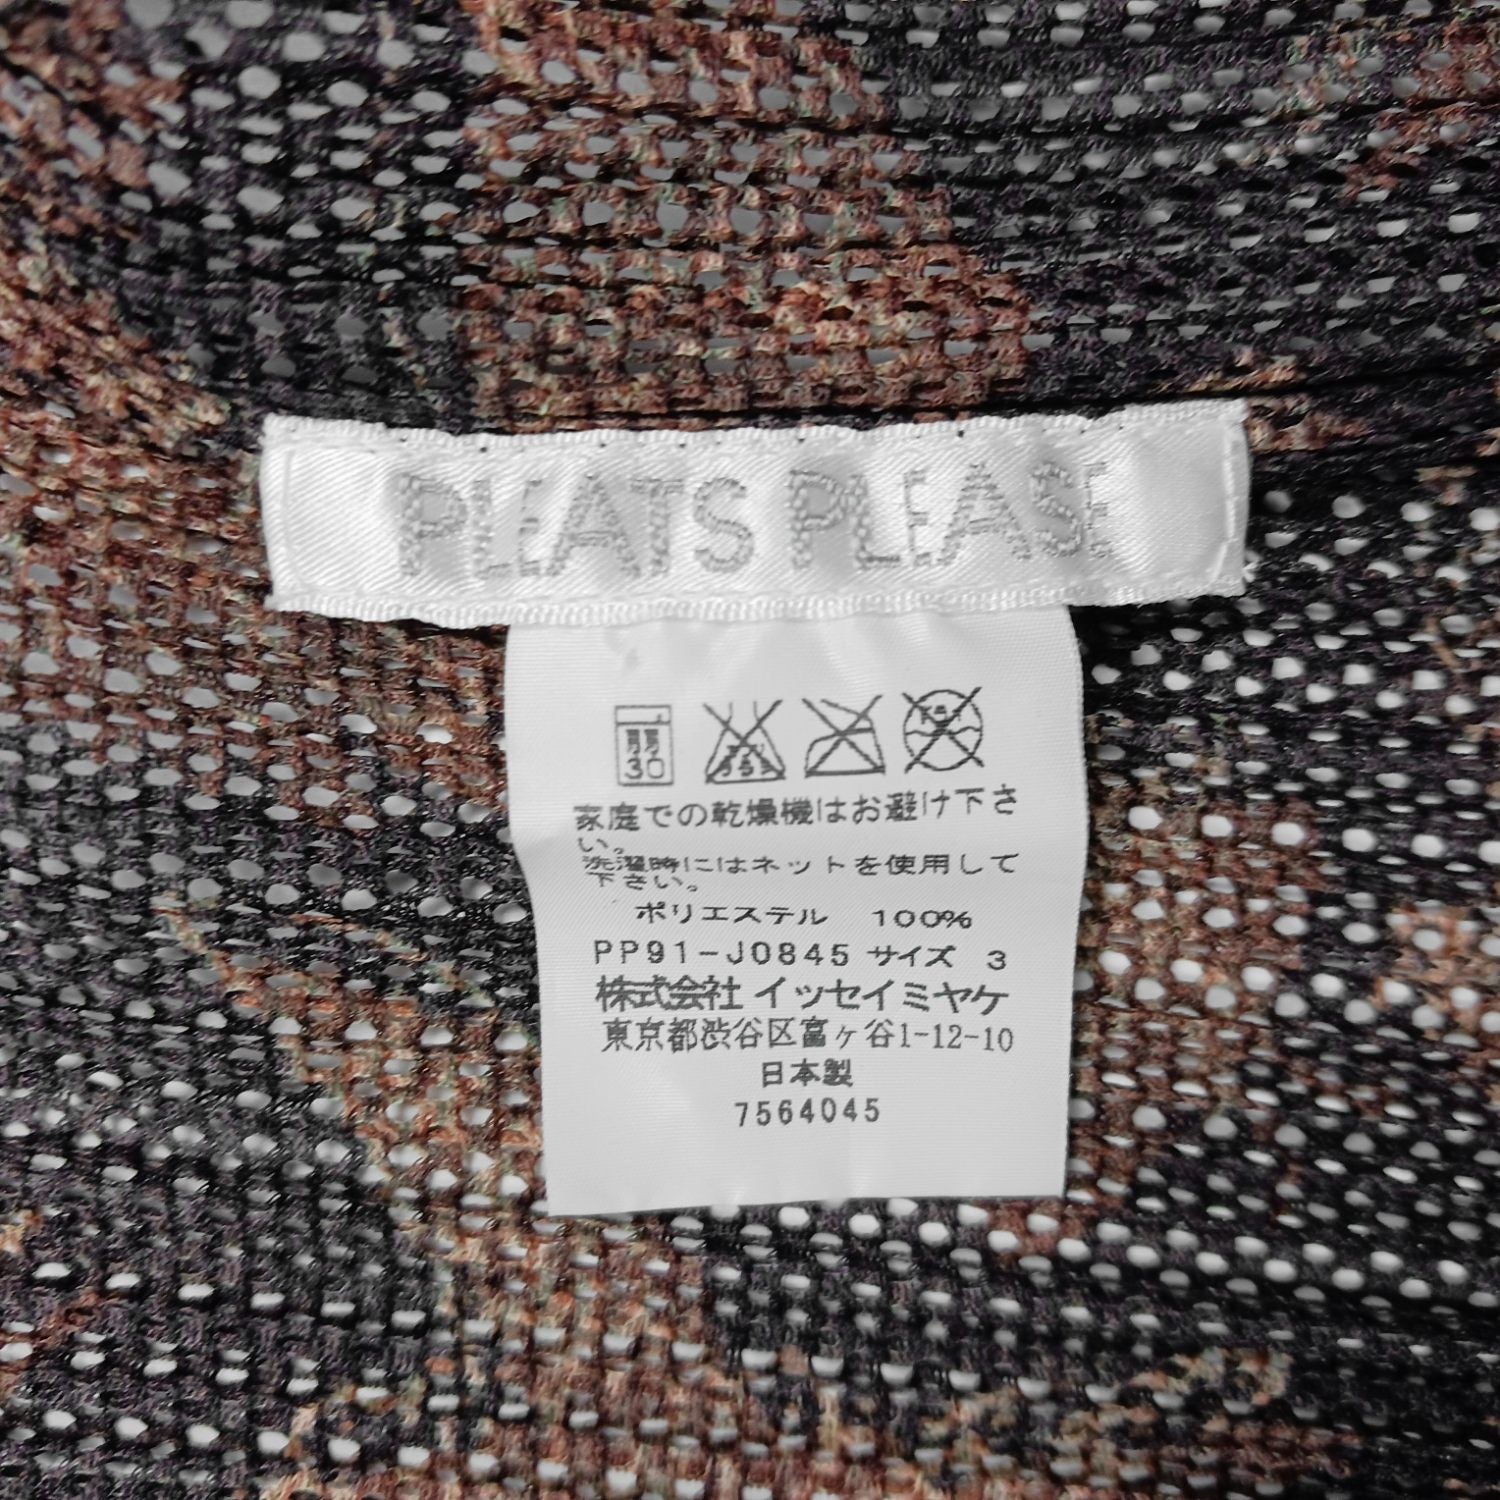 PLEATS PLEASE
30
家庭での乾燥機はお避け下さ
い。
洗濯時にはネットを使用して
下さい。
ポリエステル 100%
PP91-J0845 サイズ 3
株式会社 イッセイミヤケ
東京都渋谷区富ヶ谷1-12-10
日本製
7564045